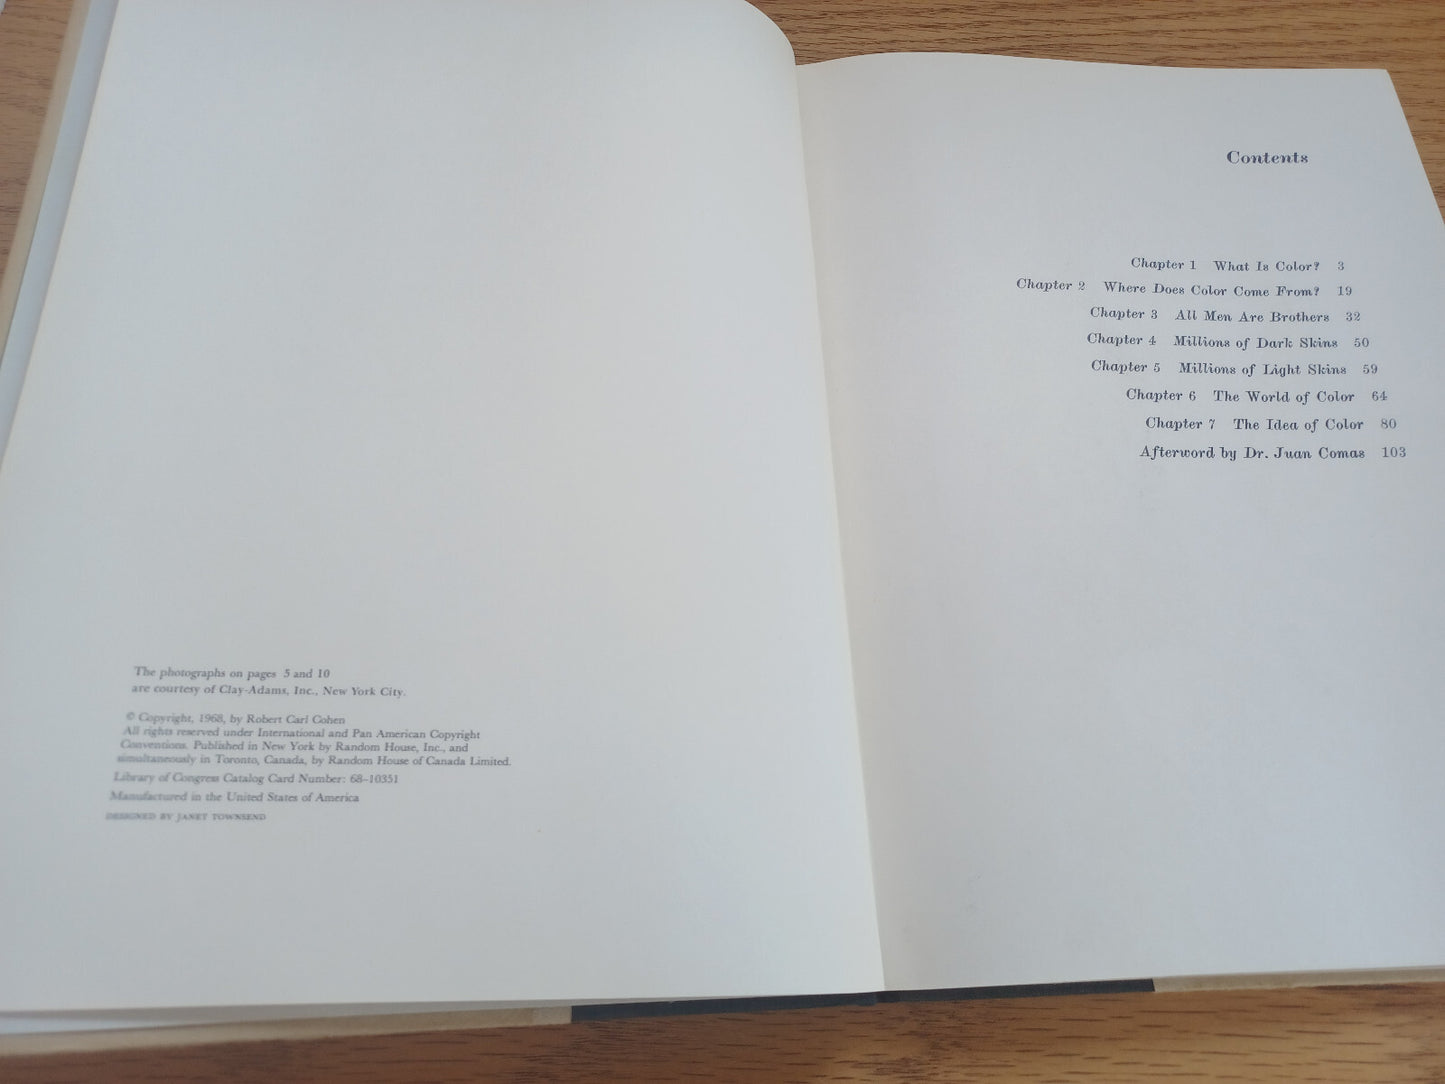 The photographs on pages 5 and 10
are courtesy of Clay-Adams, Inc., New York City.
© Copyright, 1968, by Robert Carl Cohen
All rights reserved under International and Pan American Copyright
Conventions. Published in New York by Random House, Inc., and
simultaneously in Toronto, Canada, by Random House of Canada Limited.
Library of Congress Catalog Card Number: 68-10351
Manufactured in the United States of America
DESIGNED BY JANET TOWNSEND
Contents
Chapter 1 What Is Color? 3
Chapter 2 Where Does Color Come From? 19
Chapter 3 All Men Are Brothers 32
Chapter 4 Millions of Dark Skins 50
Chapter 5 Millions of Light Skins 59
Chapter 6 The World of Color 64
Chapter 7 The Idea of Color 80
Afterword by Dr. Juan Comas 103